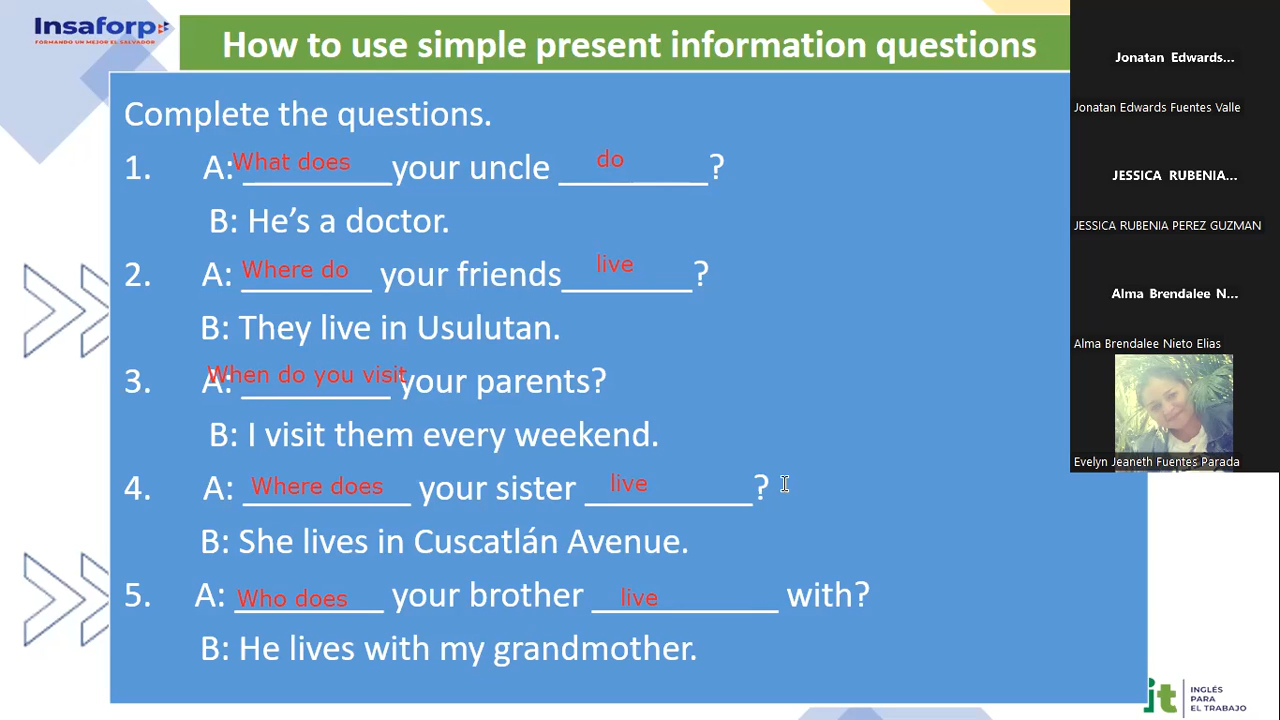 Insaforp
FORMANDO UN MEJOR EL SALVADOR
How to use simple present information questions
Complete the questions.
1. A: What does your uncle do ?
B: He's a doctor.
2. A: Where do your friends live ?
B: They live in Usulutan.
3. A: When do you visit your parents?
B: I visit them every weekend.
4. A: Where does your sister live ?
B: She lives in Cuscatlán Avenue.
5. A: Who does your brother live with?
B: He lives with my grandmother.
Jonatan Edwards...
Jonatan Edwards Fuentes Valle
JESSICA RUBENIA...
JESSICA RUBENIA PEREZ GUZMAN
Alma Brendalee N...
Alma Brendalee Nieto Elias
Evelyn Jeaneth Fuentes Parada
it
INGLÉS
PARA
EL TRABAJO